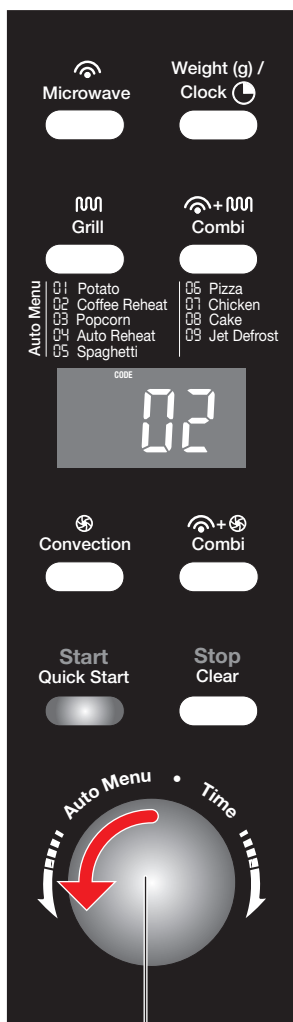 Microwave
Weight (g) /
Clock
Grill
+
Combi
Auto Menu
01 Potato
02 Coffee Reheat
03 Popcorn
04 Auto Reheat
05 Spaghetti
06 Pizza
07 Chicken
08 Cake
09 Jet Defrost
CODE
02
Convection
+
Combi
Start
Quick Start
Stop
Clear
Auto Menu • Time